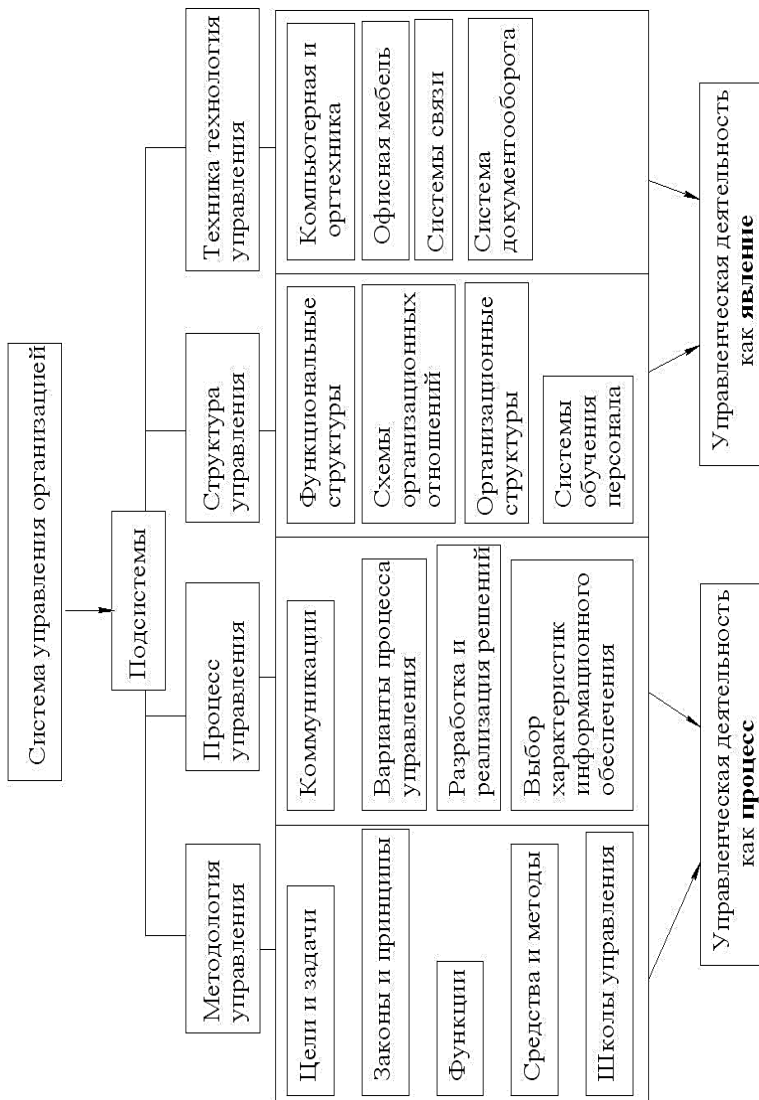 Система управления организацией
Подсистемы
Методология
управления
Процесс
управления
Структура
управления
Техника технология
управления
Цели и задачи
Законы и принципы
Функции
Средства и методы
Школы управления
Коммуникации
Варианты процесса
управления
Разработка и
реализация решений
Выбор
характеристик
информационного
обеспечения
Функциональные
структуры
Схемы
организационных
отношений
Организационные
структуры
Системы
обучения
персонала
Компьютерная и
оргтехника
Офисная мебель
Системы связи
Система
документооборота
Управленческая деятельность
как процесс
Управленческая деятельность
как явление